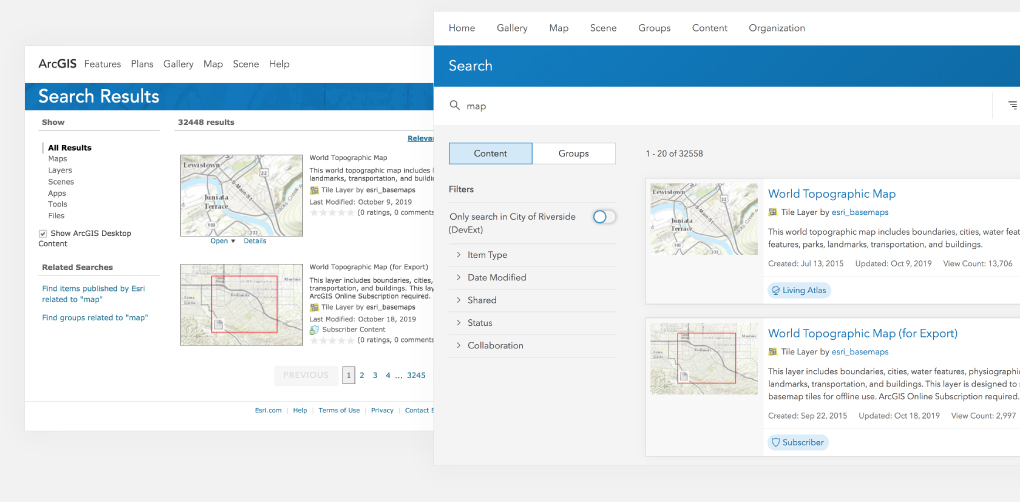 ArcGIS Features Plans Gallery Map Scene Help
Search Results
Show
All Results
Maps
Layers
Scenes
Apps
Tools
Files
Show ArcGIS Desktop
Content
Related Searches
Find items published by Esri
related to "map"
Find groups related to "map"
32448 results
Relevan
Lewistown
Juniata
Terrace
World Topographic Map
This world topographic map includes b
landmarks, transportation, and buildin
Tile Layer by esri_basemaps
Last Modified: October 9, 2019
(0 ratings, 0 comments
Open ▾ Details
World Topographic Map (for Export)
This layer includes boundaries, cities,
landmarks, transportation, and buildings. This lay
ArcGIS Online Subscription required.
Tile Layer by esri_basemaps
Last Modified: October 18, 2019
Subscriber Content
(0 ratings, 0 comments
PREVIOUS 1 2 3 4 ... 3245
Esri.com | Help | Terms of Use | Privacy | Contact E
Home Gallery Map Scene Groups Content Organization
Search
map
Content Groups
1 - 20 of 32558
Filters
Only search in City of Riverside
(DevExt)
Item Type
Date Modified
Shared
Status
Collaboration
Lewistown
Juniata
Terrace
World Topographic Map
Tile Layer by esri_basemaps
This world topographic map includes boundaries, cities, water feat
features, parks, landmarks, transportation, and buildings.
Created: Jul 13, 2015 Updated: Oct 9, 2019 View Count: 13,706
Living Atlas
World Topographic Map (for Export)
Tile Layer by esri_basemaps
This layer includes boundaries, cities, water features, physiographic
landmarks, transportation, and buildings. This layer is designed to s
basemap tiles for offline use. ArcGIS Online Subscription required.
Created: Sep 22, 2015 Updated: Oct 18, 2019 View Count: 2,997
Subscriber